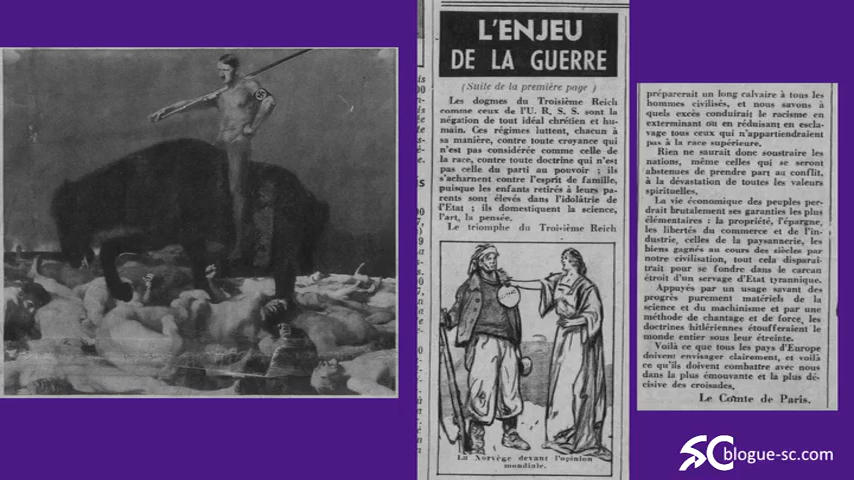 L'ENJEU
DE LA GUERRE
(Suite de la première page)
Les dogmes du Troisième Reich
comme ceux de l'U. R. S. S. sont la
négation de tout idéal chrétien et hu-
main. Ces régimes luttent, chacun à
sa manière, contre toute croyance qui
n'est pas considérée comme celle de
la race, contre toute doctrine qui n'est
pas celle du parti au pouvoir ; ils
s'acharnent contre l'esprit de famille,
puisque les enfants retirés à leurs pa-
rents sont élevés dans l'idolâtrie de
l'Etat ; ils domestiquent la science,
l'art, la pensée.
Le triomphe du Troisième Reich
La Norvège devant l'opinion
mondiale.
préparerait un long calvaire à tous les
hommes civilisés, et nous savons à
quels excès conduirait le racisme en
exterminant ou en réduisant en escla-
vage tous ceux qui n'appartiendraient
pas à la race supérieure.
Rien ne saurait donc soustraire les
nations, même celles qui se seront
abstenues de prendre part au conflit,
à la dévastation de toutes les valeurs
spirituelles.
La vie économique des peuples per-
drait brutalement ses garanties les plus
élémentaires : la propriété, l'épargne,
les libertés du commerce et de l'in-
dustrie, celles de la paysannerie, les
biens gagnés au cours des siècles par
notre civilisation, tout cela disparaî-
trait pour se fondre dans le carcan
étroit d'un servage d'Etat tyrannique.
Appuyés par un usage savant des
progrès purement matériels de la
science et du machinisme et par une
méthode de chantage et de force, les
doctrines hitlériennes étoufferaient le
monde entier sous leur étreinte.
Voilà ce que tous les pays d'Europe
doivent envisager clairement, et voilà
ce qu'ils doivent combattre avec nous
dans la plus émouvante et la plus dé-
cisive des croisades.
Le Comte de Paris.
SC blogue-sc.com